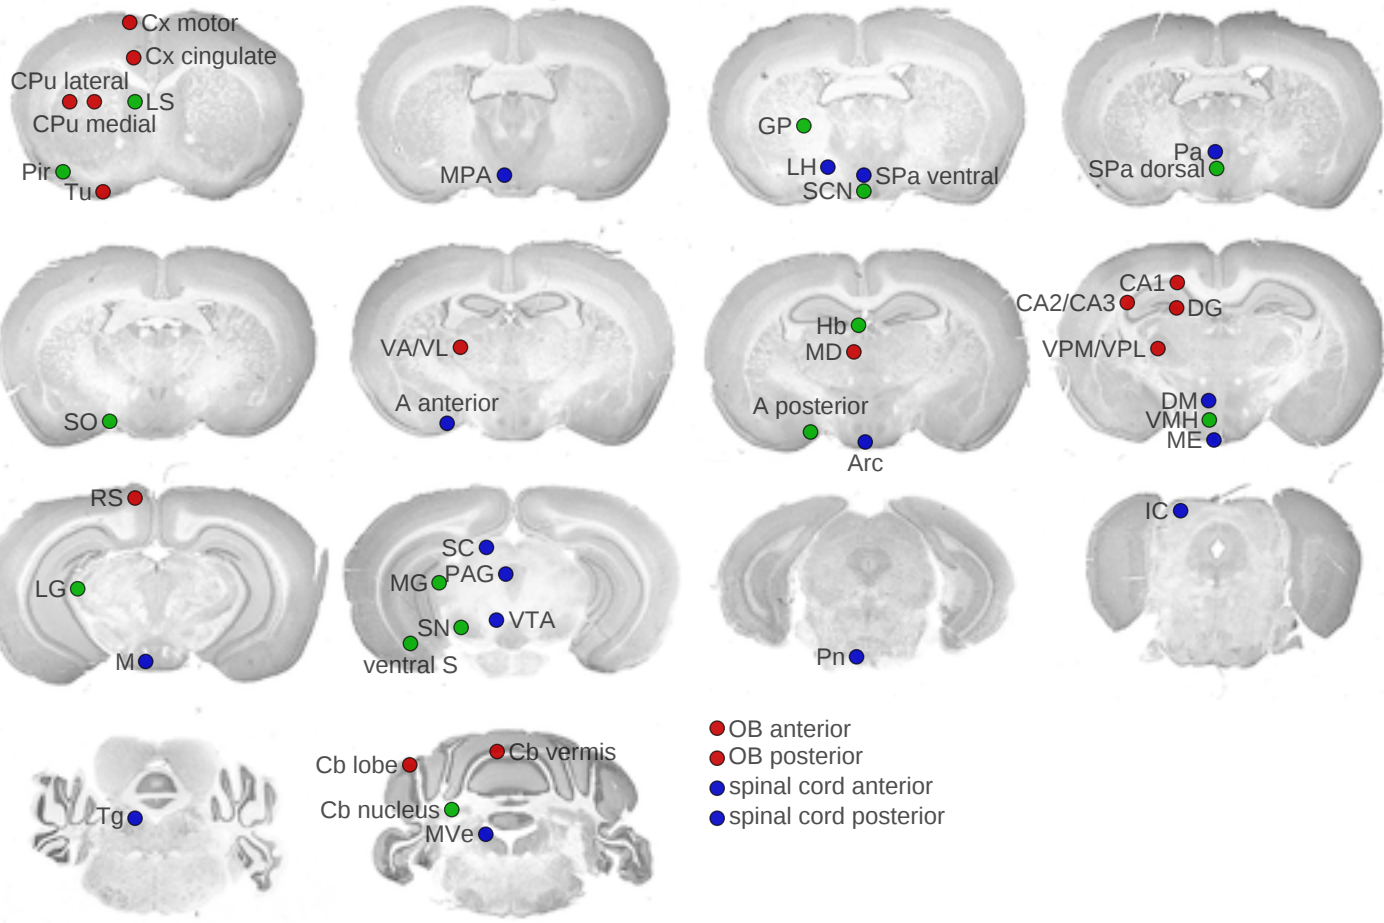 Cx motor
Cx cingulate
CPu lateral
LS
CPu medial
Pir
Tu
MPA
GP
LH
SPa ventral
SCN
Pa
SPa dorsal
SO
VA/VL
A anterior
Hb
MD
A posterior
Arc
CA1
CA2/CA3
DG
VPM/VPL
DM
VMH
ME
RS
LG
M
SC
MG
PAG
SN
VTA
ventral S
Pn
IC
Tg
Cb lobe
Cb vermis
Cb nucleus
MVe
OB anterior
OB posterior
spinal cord anterior
spinal cord posterior